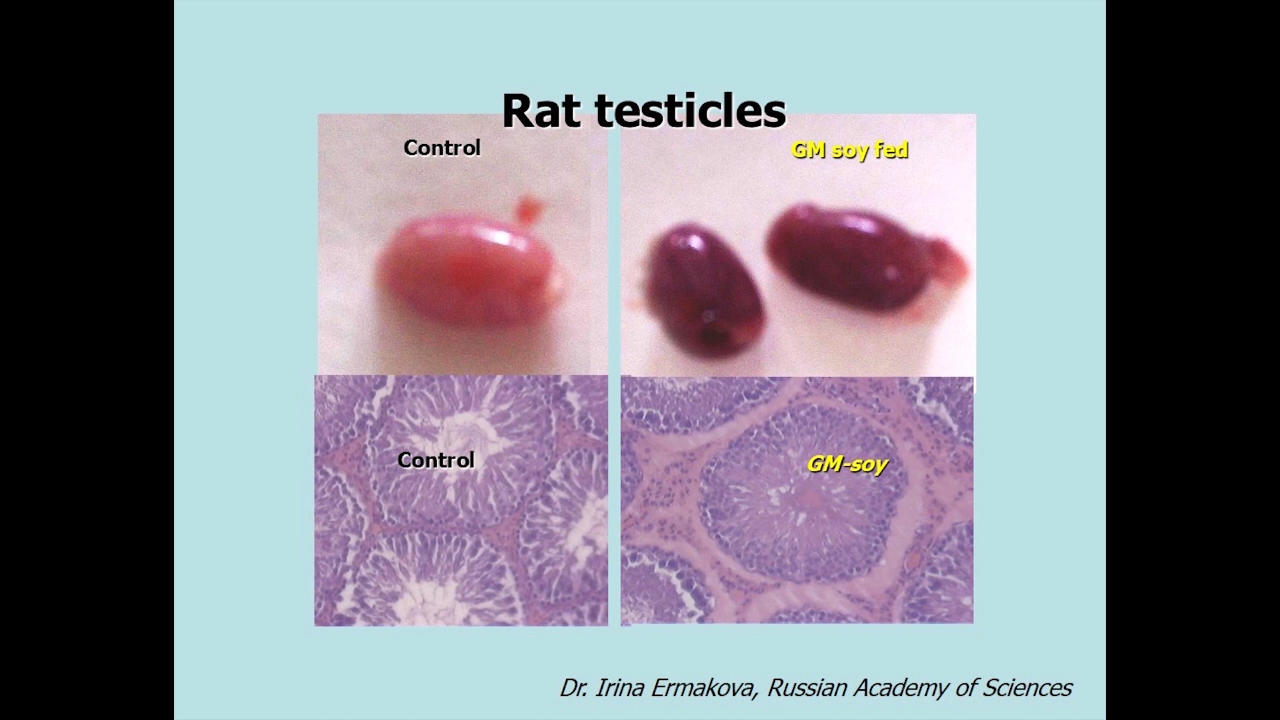 Rat testicles
Control
GM soy fed
Control
GM-soy
Dr. Irina Ermakova, Russian Academy of Sciences